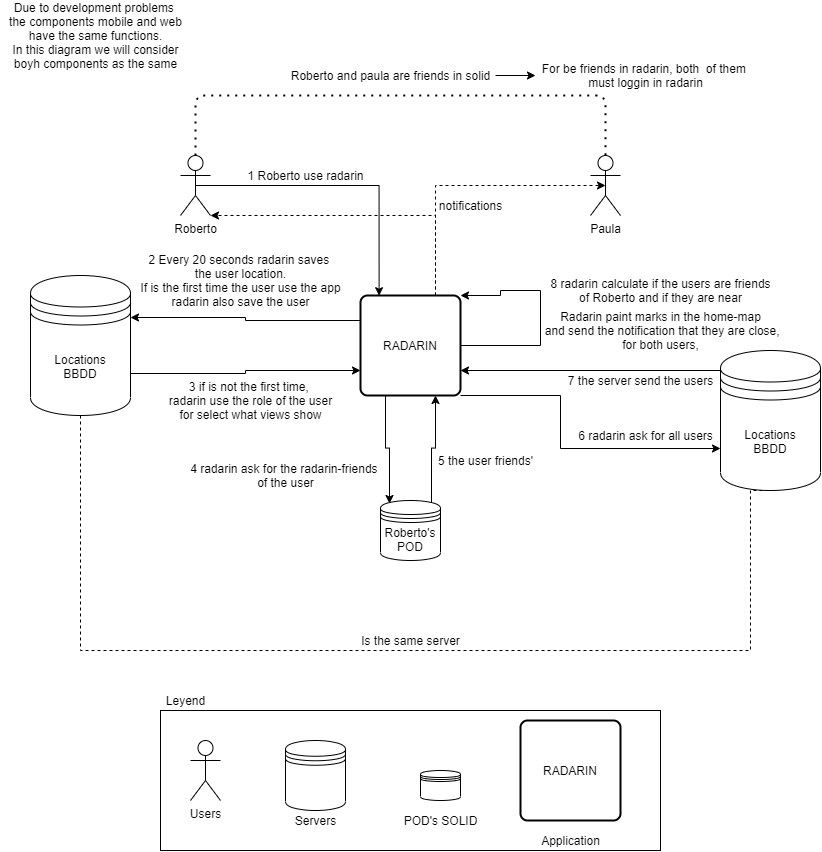 Due to development problems
the components mobile and web
have the same functions.
In this diagram we will consider
boyh components as the same
Roberto and paula are friends in solid
For be friends in radarin, both of them
must loggin in radarin
1 Roberto use radarin
notifications
Roberto
Paula
2 Every 20 seconds radarin saves
the user location.
If is the first time the user use the app
radarin also save the user
8 radarin calculate if the users are friends
of Roberto and if they are near
Radarin paint marks in the home-map
and send the notification that they are close,
for both users,
RADARIN
Locations
BBDD
3 if is not the first time,
radarin use the role of the user
for select what views show
7 the server send the users
6 radarin ask for all users
Locations
BBDD
4 radarin ask for the radarin-friends
of the user
5 the user friends'
Roberto's
POD
Is the same server
Leyend
Users
Servers
POD's SOLID
RADARIN
Application